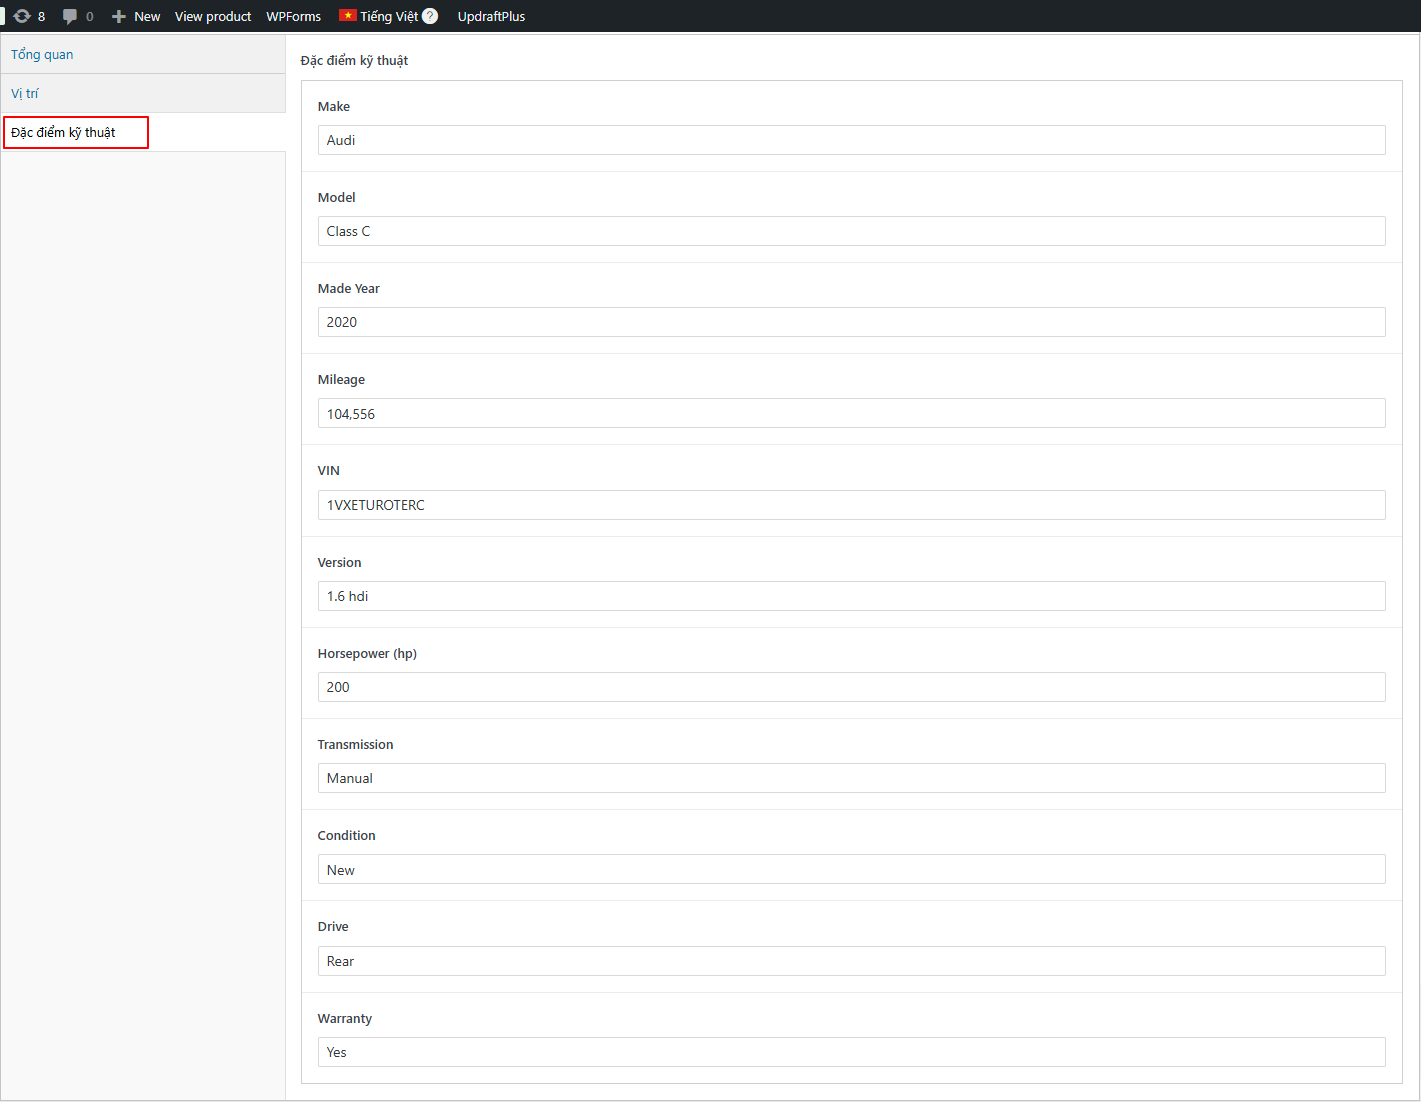 8 0 New View product WPForms Tiếng Việt ? UpdraftPlus
Tổng quan
Vị trí
Đặc điểm kỹ thuật
Đặc điểm kỹ thuật
Make
Audi
Model
Class C
Made Year
2020
Mileage
104,556
VIN
1VXETUROTERC
Version
1.6 hdi
Horsepower (hp)
200
Transmission
Manual
Condition
New
Drive
Rear
Warranty
Yes